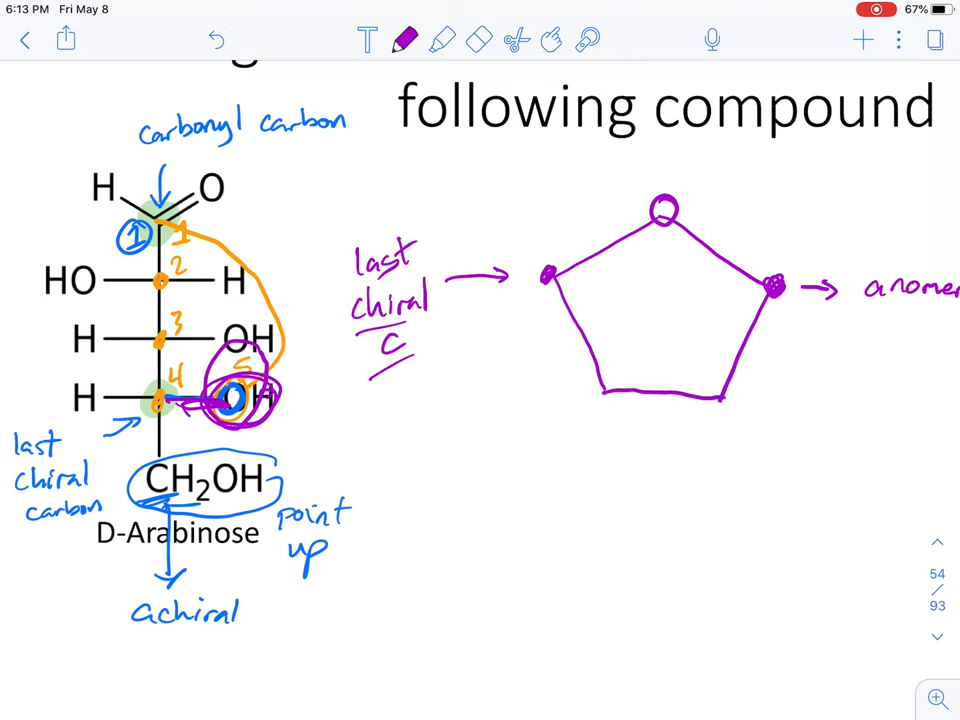 6:13 PM Fri May 8
67%
T
following compound
carbonyl carbon
H O
1 1
HO 2 H
H 3 OH
H 4 5 OH
last
chiral
carbon
CH₂OH
D-Arabinose
point
up
achiral
last
chiral
C
O
anomer
54
/
93